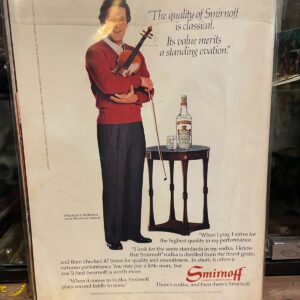 "The quality of Smirnoff
is classical.
Its value merits
a standing ovation."
"When I play, I strive for
the highest quality in my performance.
"I look for the same standards in my vodka. I know
that Smirnoff vodka is distilled from the finest grain,
and then checked 47 times for quality and smoothness. In short, it offers a
virtuoso performance. You may pay a little more, but
you'll find Smirnoff is worth more.
"When it comes to vodka, Smirnoff
plays second fiddle to none."
Smirnoff
There's vodka, and then there's Smirnoff.